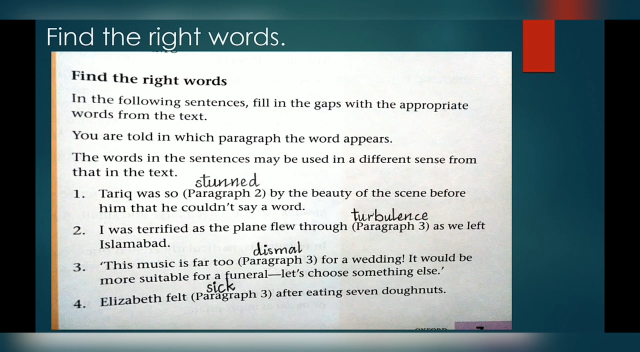 Find the right words.
Find the right words
In the following sentences, fill in the gaps with the appropriate
words from the text.
You are told in which paragraph the word appears.
The words in the sentences may be used in a different sense from
that in the text.
stunned
1. Tariq was so (Paragraph 2) by the beauty of the scene before
him that he couldn't say a word.
turbulence
2. I was terrified as the plane flew through (Paragraph 3) as we left
Islamabad.
dismal
3. 'This music is far too (Paragraph 3) for a wedding! It would be
more suitable for a funeral—let's choose something else.'
sick
4. Elizabeth felt (Paragraph 3) after eating seven doughnuts.
OXFORD